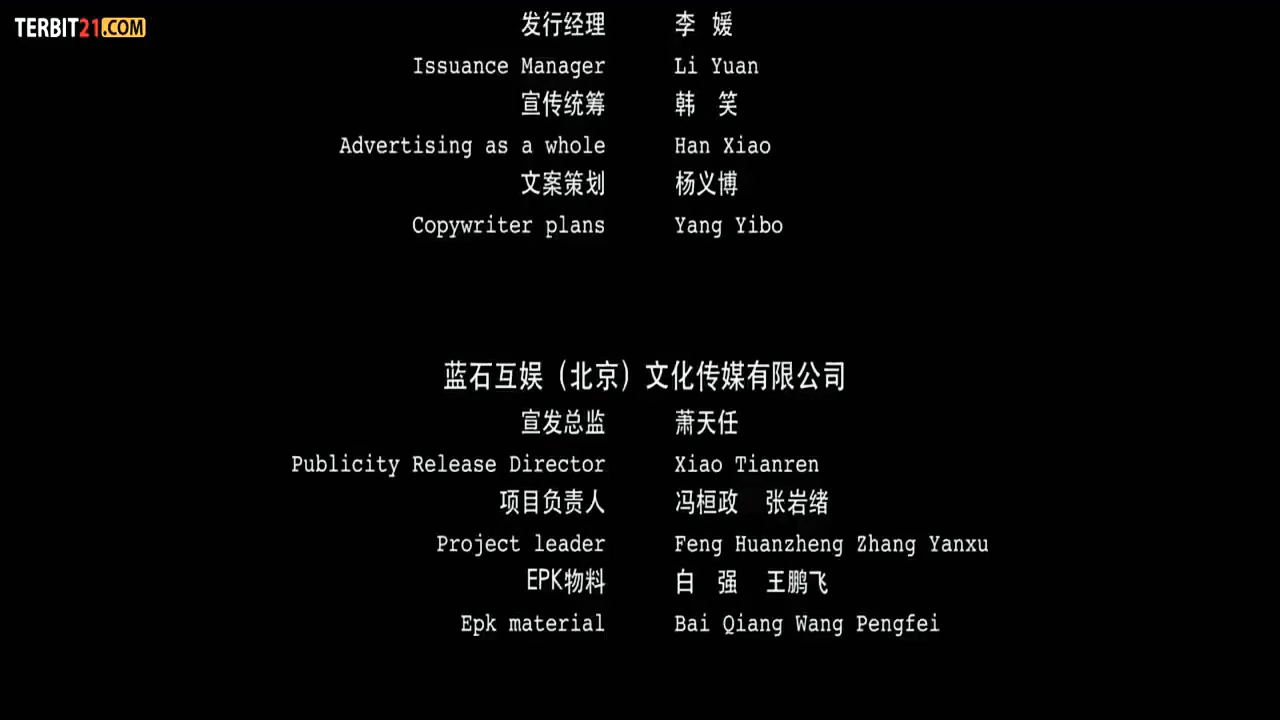 TERBIT21.COM
发行经理 李 媛
Issuance Manager Li Yuan
宣传统筹 韩 笑
Advertising as a whole Han Xiao
文案策划 杨义博
Copywriter plans Yang Yibo
蓝石互娱（北京）文化传媒有限公司
宣发总监 萧天任
Publicity Release Director Xiao Tianren
项目负责人 冯桓政 张岩绪
Project leader Feng Huanzheng Zhang Yanxu
EPK物料 白 强 王鹏飞
Epk material Bai Qiang Wang Pengfei